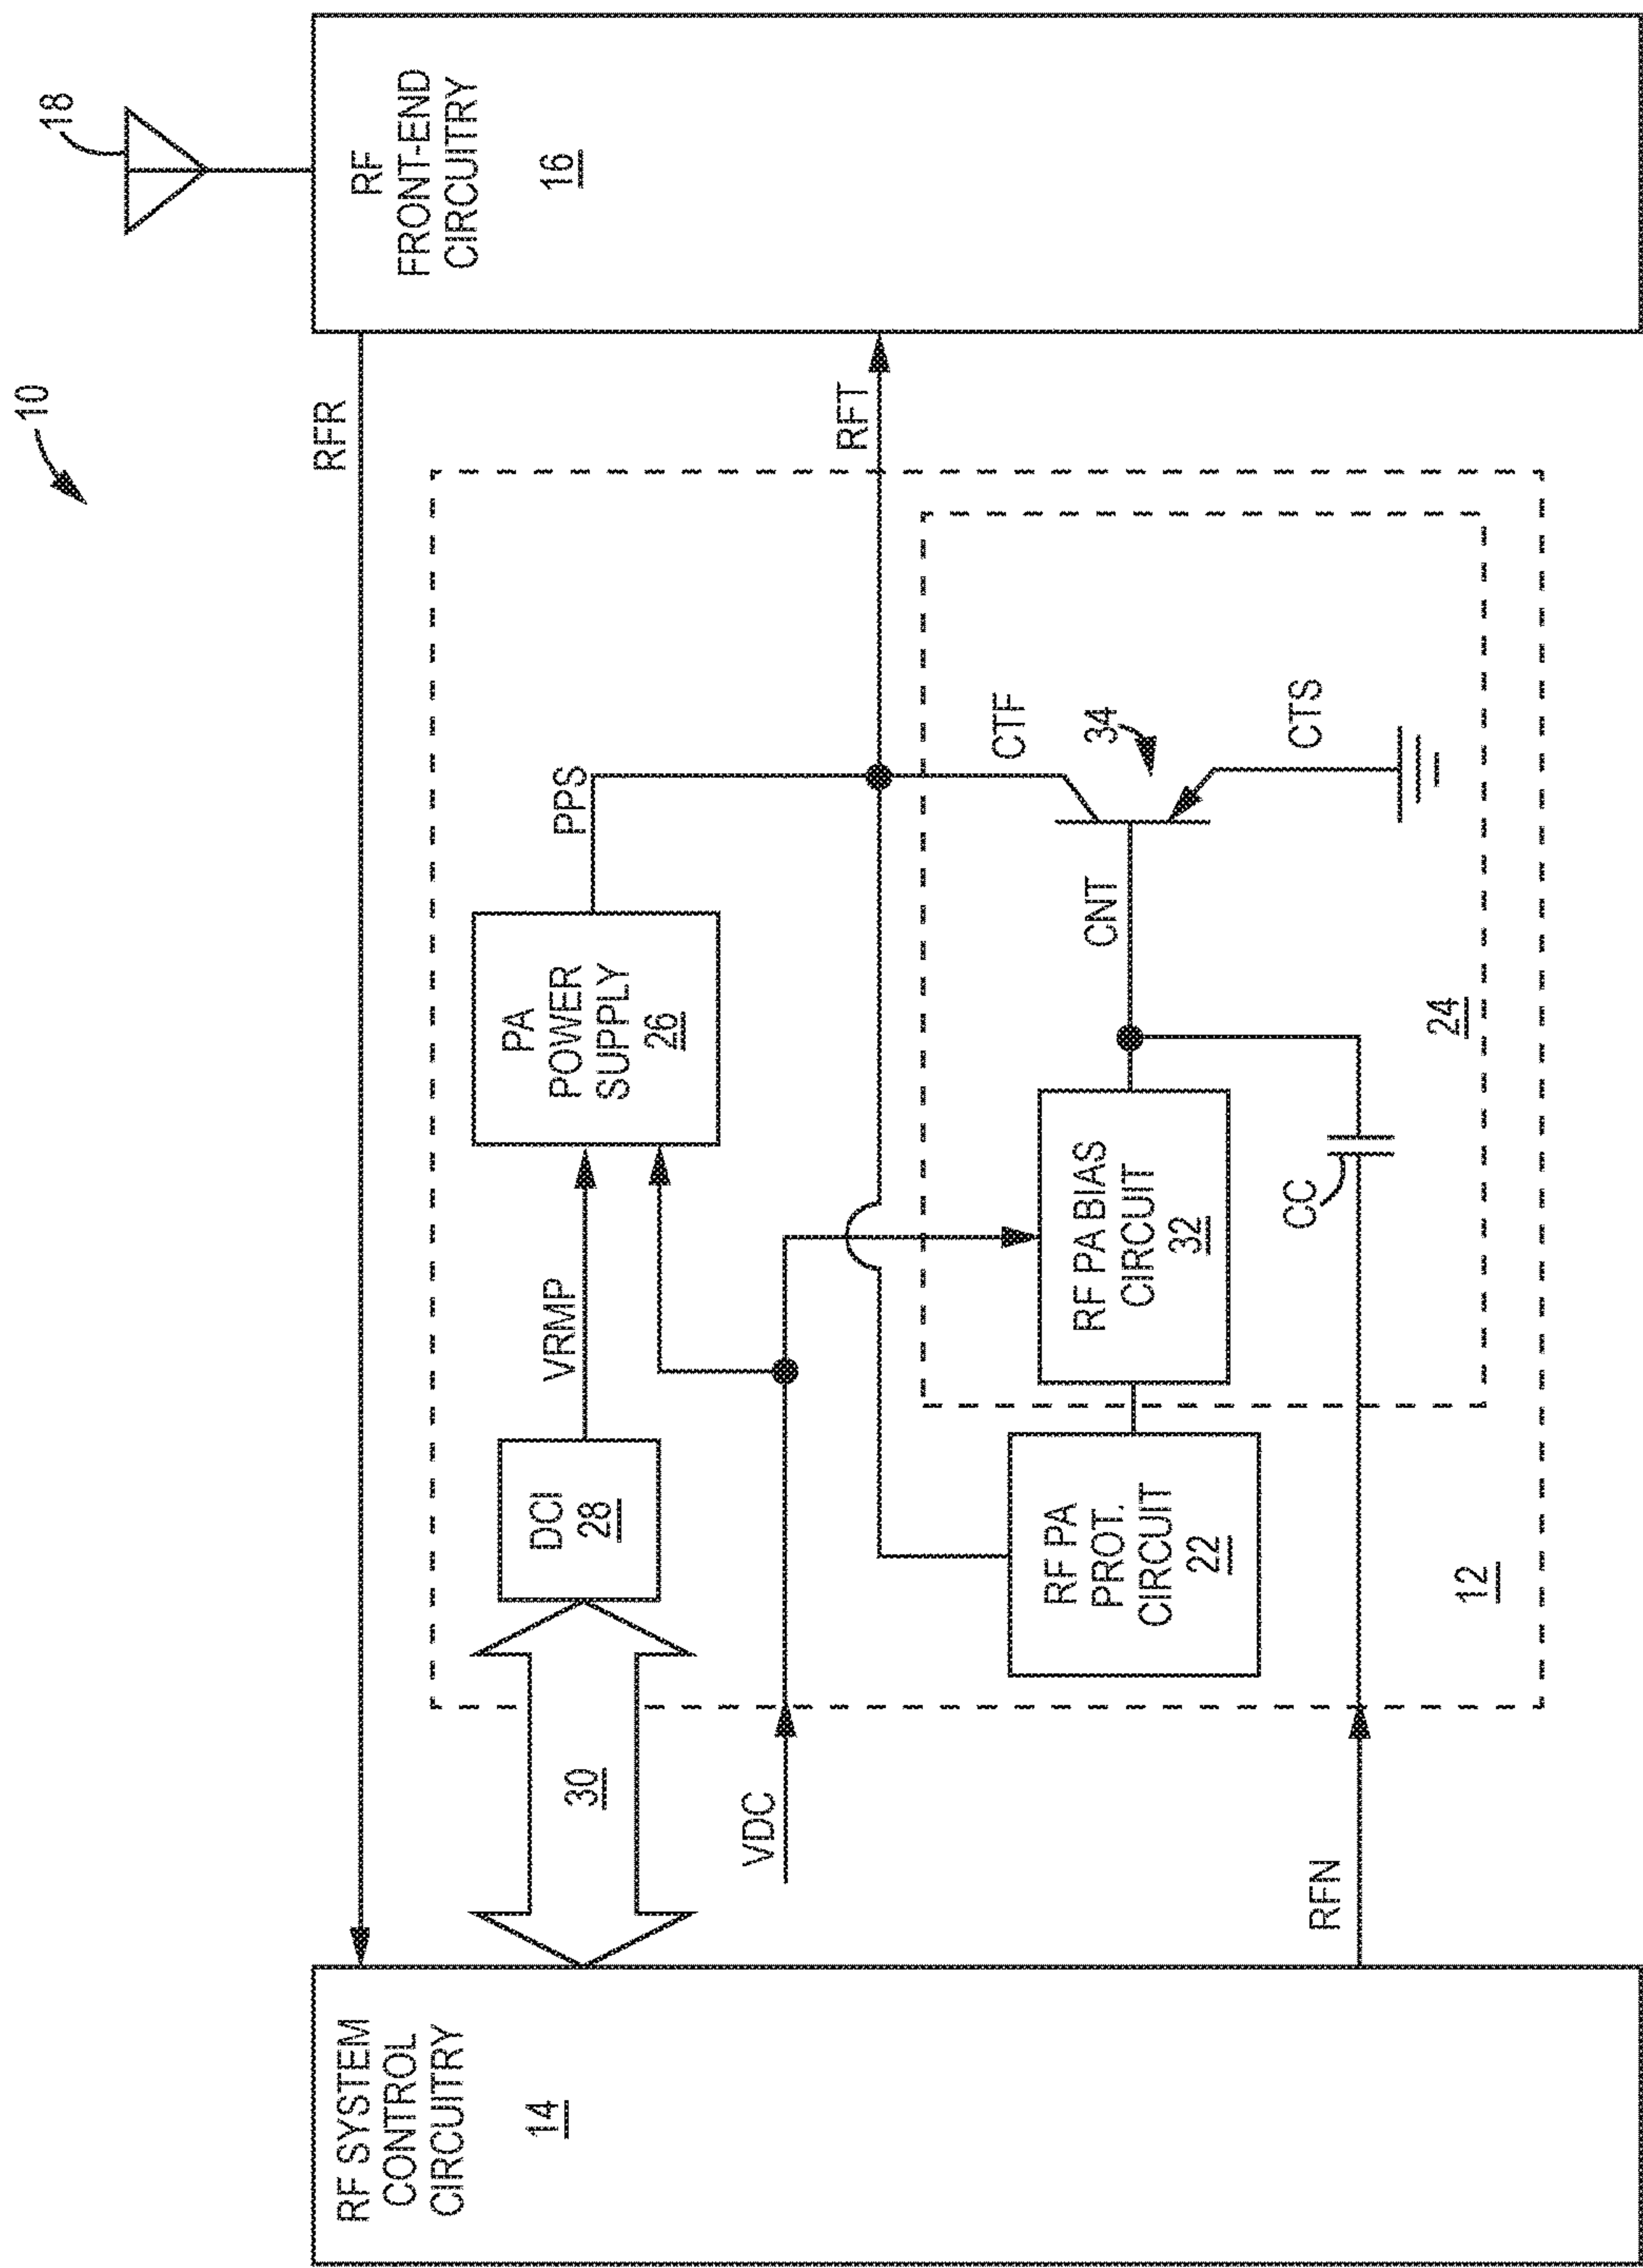 10
18
RFR
RF
FRONT-END
CIRCUITRY
16
RF SYSTEM
CONTROL
CIRCUITRY
14
30
DCI
28
VRMP
PA
POWER
SUPPLY
26
PPS
VDC
RFT
RF PA
PROT.
CIRCUIT
22
RF PA BIAS
CIRCUIT
32
CNT
CTF
34
CTS
CC
24
RFN
12